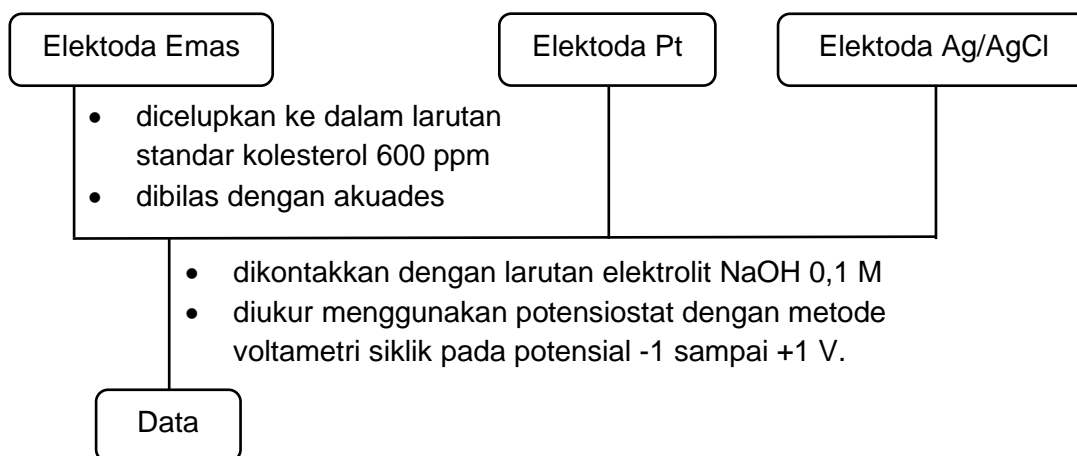 Elektoda Emas
Elektoda Pt
Elektoda Ag/AgCl
• dicelupkan ke dalam larutan
standar kolesterol 600 ppm
• dibilas dengan akuades
• dikontakkan dengan larutan elektrolit NaOH 0,1 M
• diukur menggunakan potensiostat dengan metode
voltametri siklik pada potensial -1 sampai +1 V.
Data